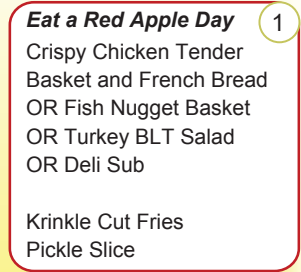 Eat a Red Apple Day 1
Crispy Chicken Tender
Basket and French Bread
OR Fish Nugget Basket
OR Turkey BLT Salad
OR Deli Sub
Krinkle Cut Fries
Pickle Slice